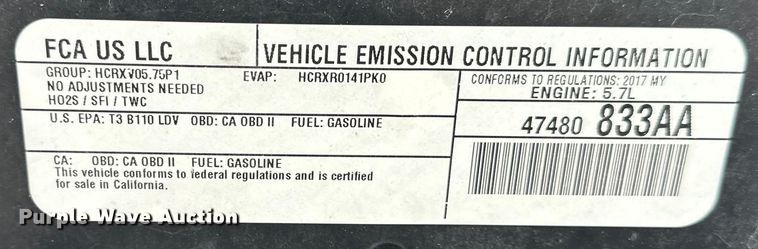 FCA US LLC
VEHICLE EMISSION CONTROL INFORMATION
GROUP: HCRXV05.75P1 EVAP: HCRXR0141PK0
NO ADJUSTMENTS NEEDED
HO2S / SFI / TWC
CONFORMS TO REGULATIONS: 2017 MY
ENGINE: 5.7L
U.S. EPA: T3 B110 LDV OBD: CA OBD II FUEL: GASOLINE
47480 833AA
CA: OBD: CA OBD II FUEL: GASOLINE
This vehicle conforms to federal regulations and is certified
for sale in California.
Purple Wave Auction